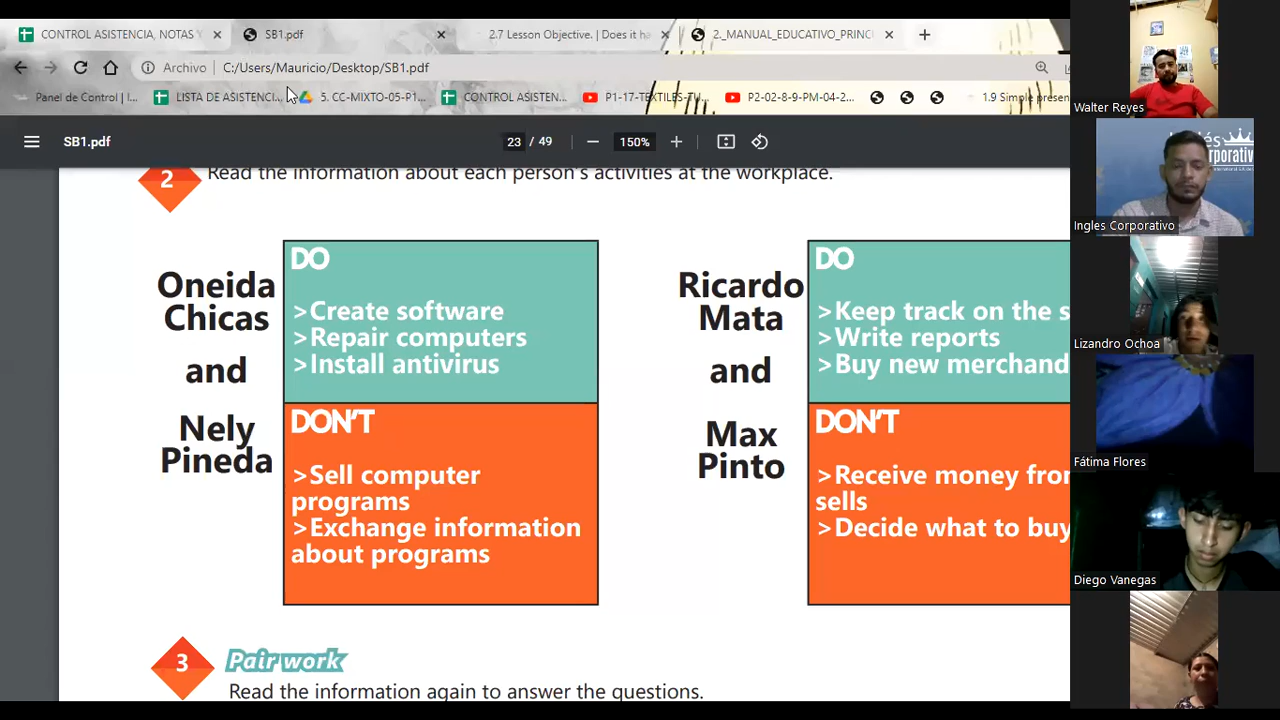 CONTROL ASISTENCIA, NOTAS Y
SB1.pdf
2.7 Lesson Objective. | Does it ha
2._MANUAL_EDUCATIVO_PRINC
Archivo
C:/Users/Mauricio/Desktop/SB1.pdf
Panel de Control | I...
LISTA DE ASISTENCI...
5. CC-MIXTO-05-P1...
CONTROL ASISTEN...
P1-17-TEXTILES-TU...
P2-02-8-9-PM-04-2...
1.9 Simple presen
SB1.pdf
23 / 49
150%
2
Read the information about each person's activities at the workplace.
Oneida
Chicas
and
Nely
Pineda
DO
>Create software
>Repair computers
>Install antivirus
DON'T
>Sell computer
programs
>Exchange information
about programs
Ricardo
Mata
and
Max
Pinto
DO
>Keep track on the s
>Write reports
>Buy new merchand
DON'T
>Receive money from
sells
>Decide what to buy
3
Pair work
Read the information again to answer the questions.
Walter Reyes
Ingles Corporativo
Lizandro Ochoa
Fátima Flores
Diego Vanegas